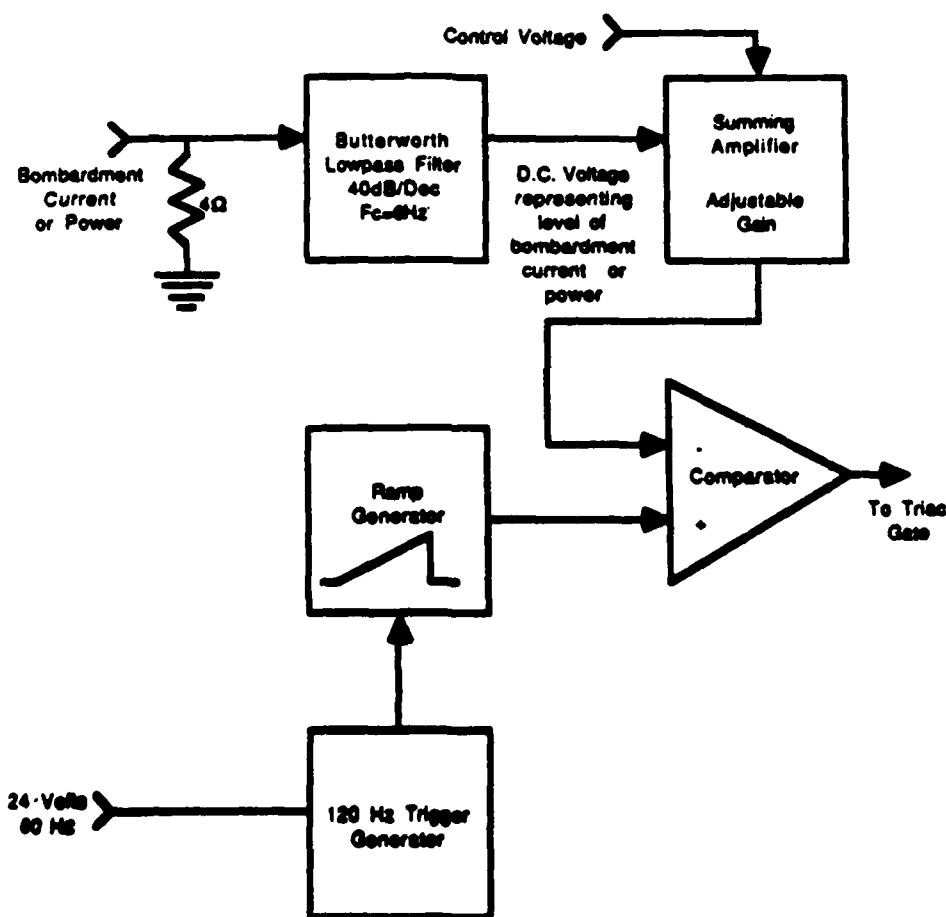 Control Voltage
Bombardment
Current
or Power
4Ω
Butterworth
Lowpass Filter
40dB/Dec
Fc=6Hz
D.C. Voltage
representing
level of
bombardment
current or
power
Summing
Amplifier
Adjustable
Gain
Ramp
Generator
-
Comparator
+
To Triac
Gate
24 Volts
60 Hz
120 Hz Trigger
Generator